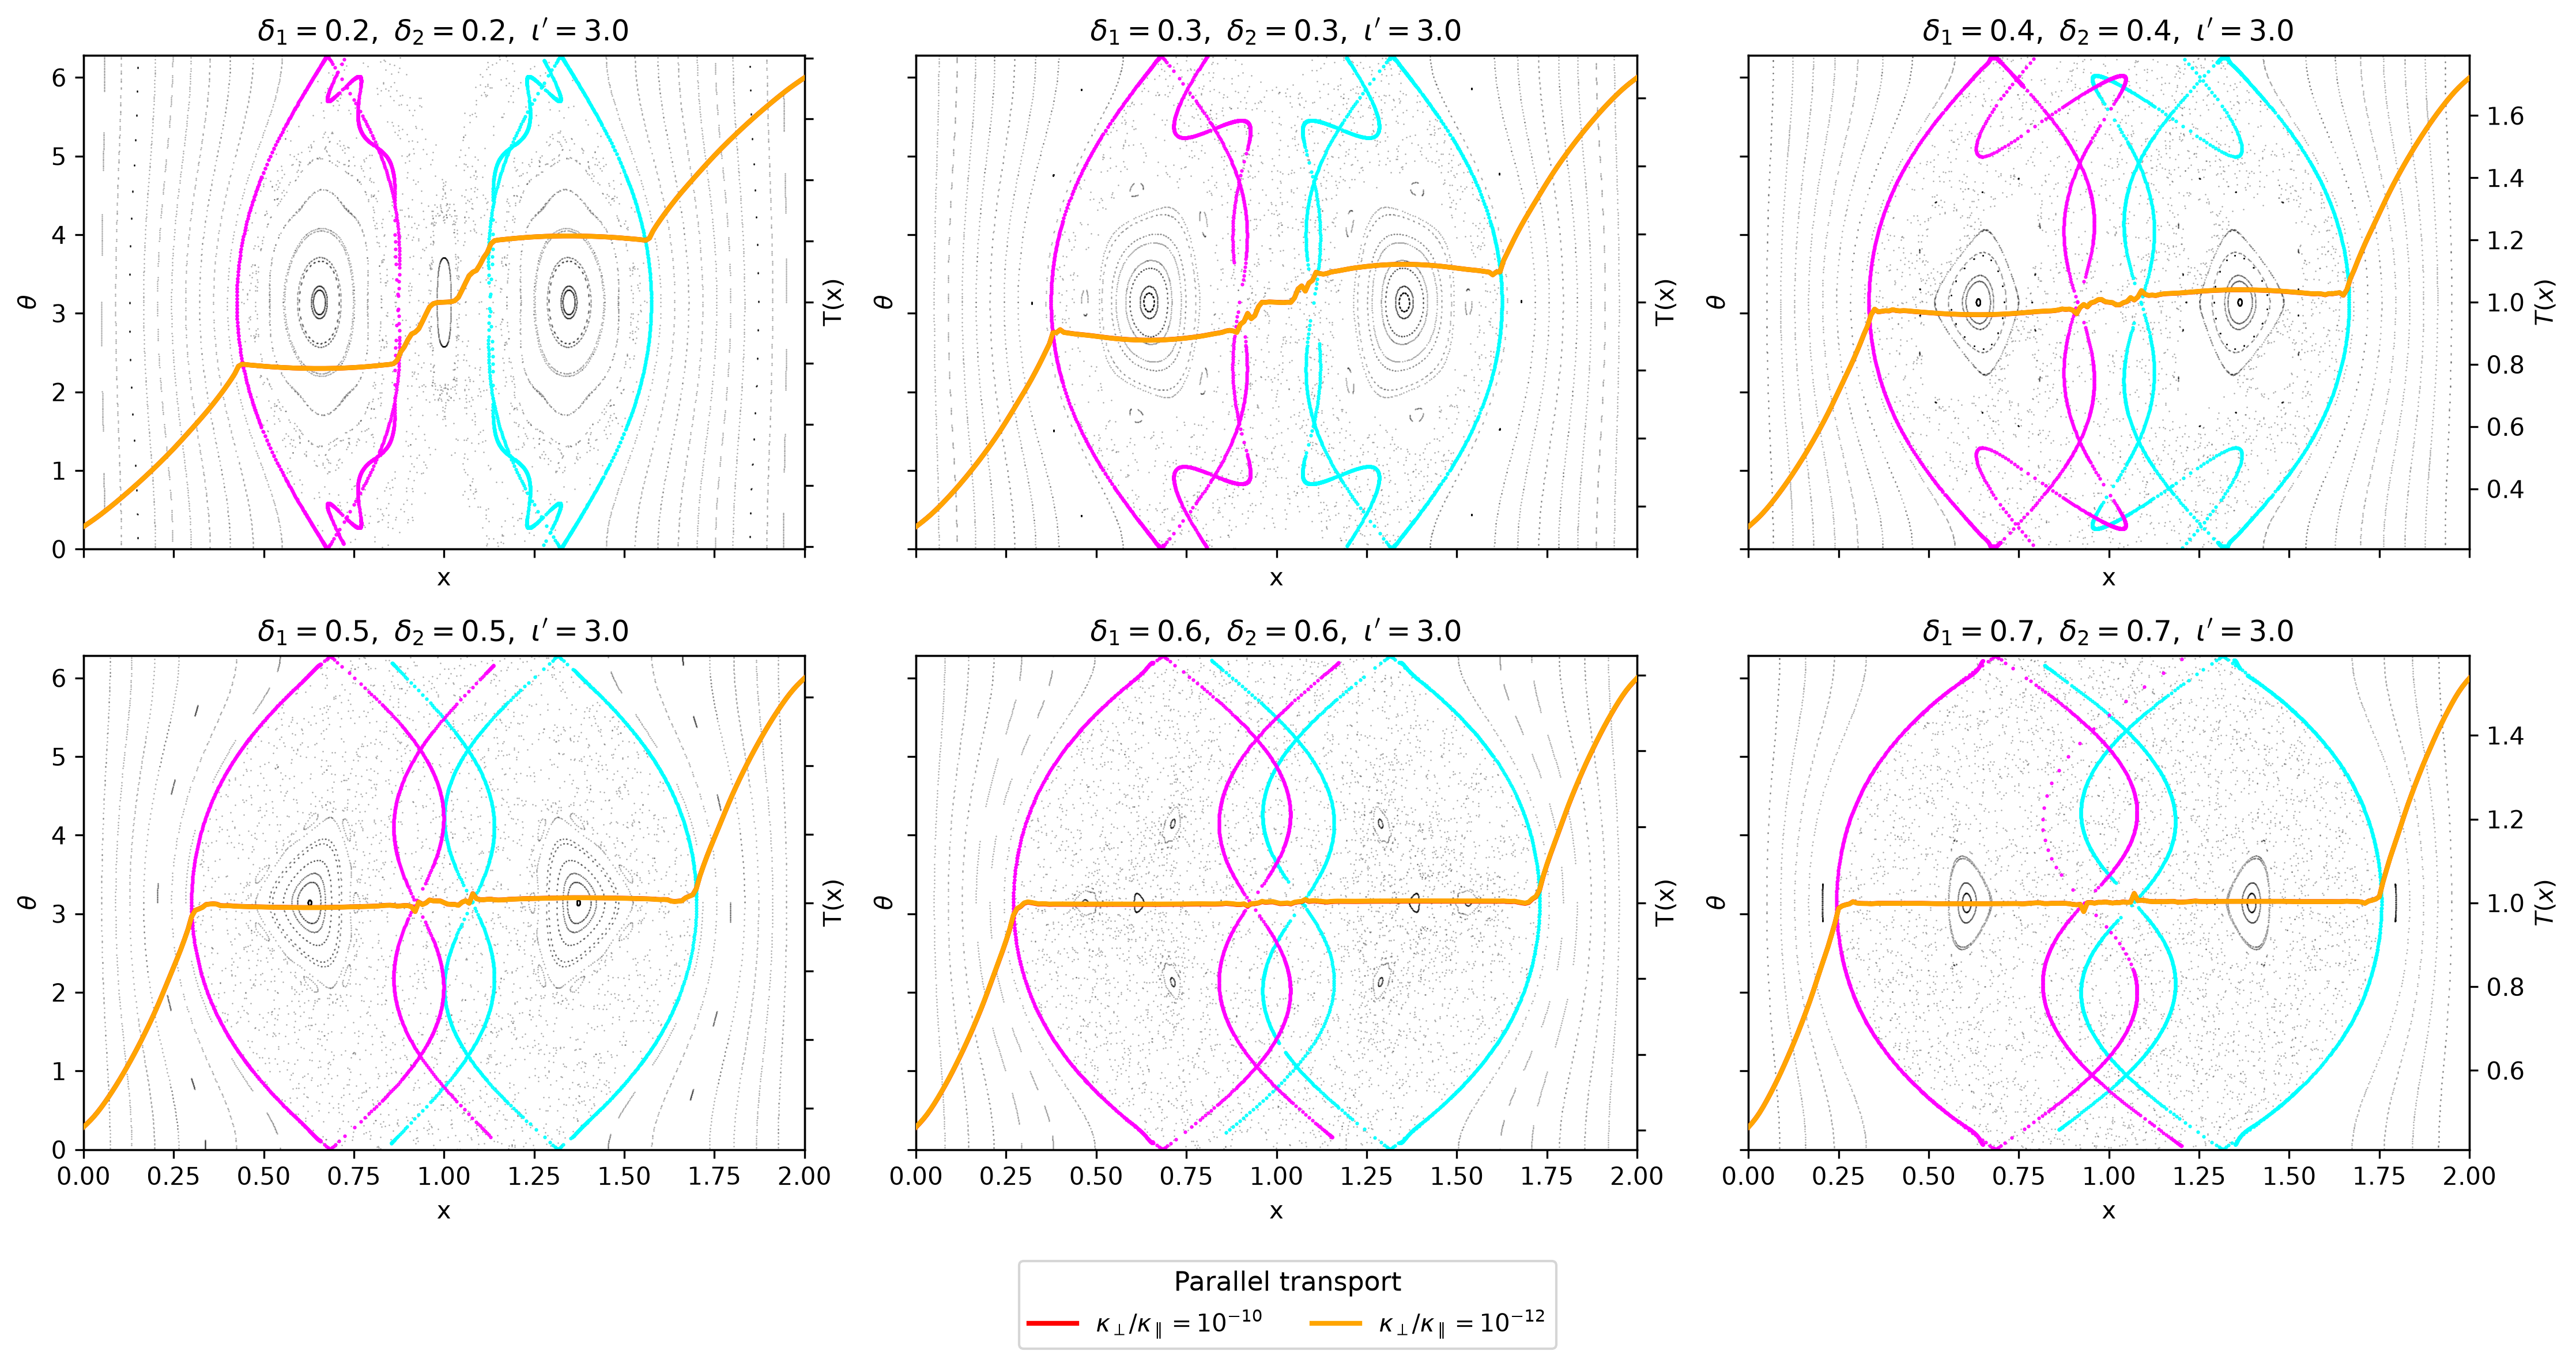 δ₁ = 0.2, δ₂ = 0.2, ι′ = 3.0
6
5
4
3
2
1
0
θ
x
T(x)
δ₁ = 0.3, δ₂ = 0.3, ι′ = 3.0
θ
x
T(x)
δ₁ = 0.4, δ₂ = 0.4, ι′ = 3.0
θ
x
1.6
1.4
1.2
1.0
0.8
0.6
0.4
T(x)
δ₁ = 0.5, δ₂ = 0.5, ι′ = 3.0
6
5
4
3
2
1
0
θ
0.00 0.25 0.50 0.75 1.00 1.25 1.50 1.75 2.00
x
T(x)
δ₁ = 0.6, δ₂ = 0.6, ι′ = 3.0
θ
0.00 0.25 0.50 0.75 1.00 1.25 1.50 1.75 2.00
x
T(x)
δ₁ = 0.7, δ₂ = 0.7, ι′ = 3.0
θ
0.00 0.25 0.50 0.75 1.00 1.25 1.50 1.75 2.00
x
1.4
1.2
1.0
0.8
0.6
T(x)
Parallel transport
κ⊥/κ∥ = 10⁻¹⁰ κ⊥/κ∥ = 10⁻¹²